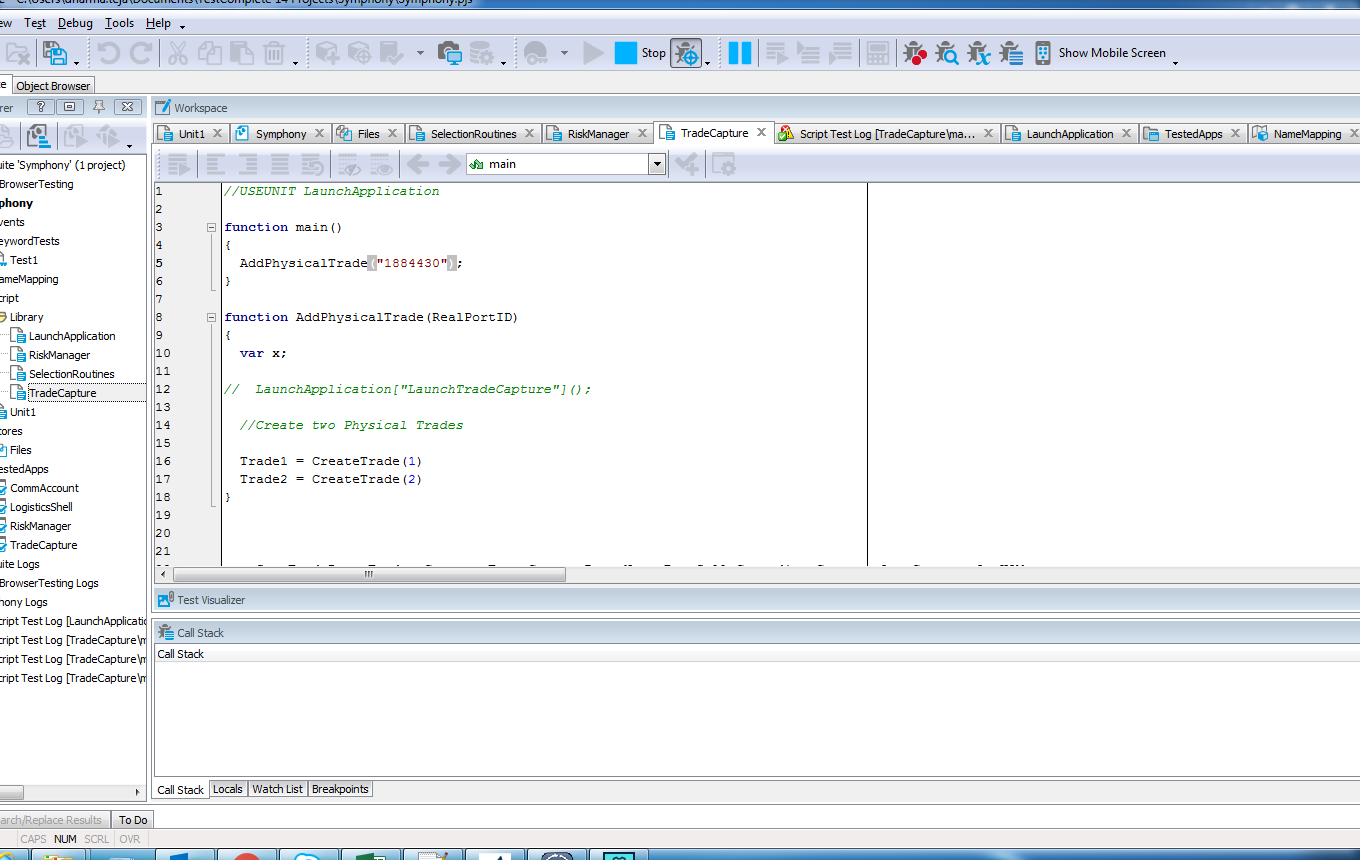 C:\Users\dharma.teja\Documents\TestComplete 14 Projects\Symphony\Symphony.pjs
ew Test Debug Tools Help
Stop
Show Mobile Screen
Object Browser
rer
Workspace
Unit1 Symphony Files SelectionRoutines RiskManager TradeCapture Script Test Log [TradeCapture\ma... LaunchApplication TestedApps NameMapping
main
uite 'Symphony' (1 project)
BrowserTesting
phony
vents
eywordTests
Test1
ameMapping
cript
Library
LaunchApplication
RiskManager
SelectionRoutines
TradeCapture
Unit1
tores
Files
estedApps
CommAccount
LogisticsShell
RiskManager
TradeCapture
uite Logs
BrowserTesting Logs
hony Logs
cript Test Log [LaunchApplicatio
cript Test Log [TradeCapture\m
cript Test Log [TradeCapture\m
cript Test Log [TradeCapture\m
1 //USEUNIT LaunchApplication
2
3 function main()
4 {
5 AddPhysicalTrade("1884430");
6 }
7
8 function AddPhysicalTrade(RealPortID)
9 {
10 var x;
11
12 // LaunchApplication["LaunchTradeCapture"]();
13
14 //Create two Physical Trades
15
16 Trade1 = CreateTrade(1)
17 Trade2 = CreateTrade(2)
18 }
19
20
21
Test Visualizer
Call Stack
Call Stack
Call Stack Locals Watch List Breakpoints
arch/Replace Results To Do
CAPS NUM SCRL OVR